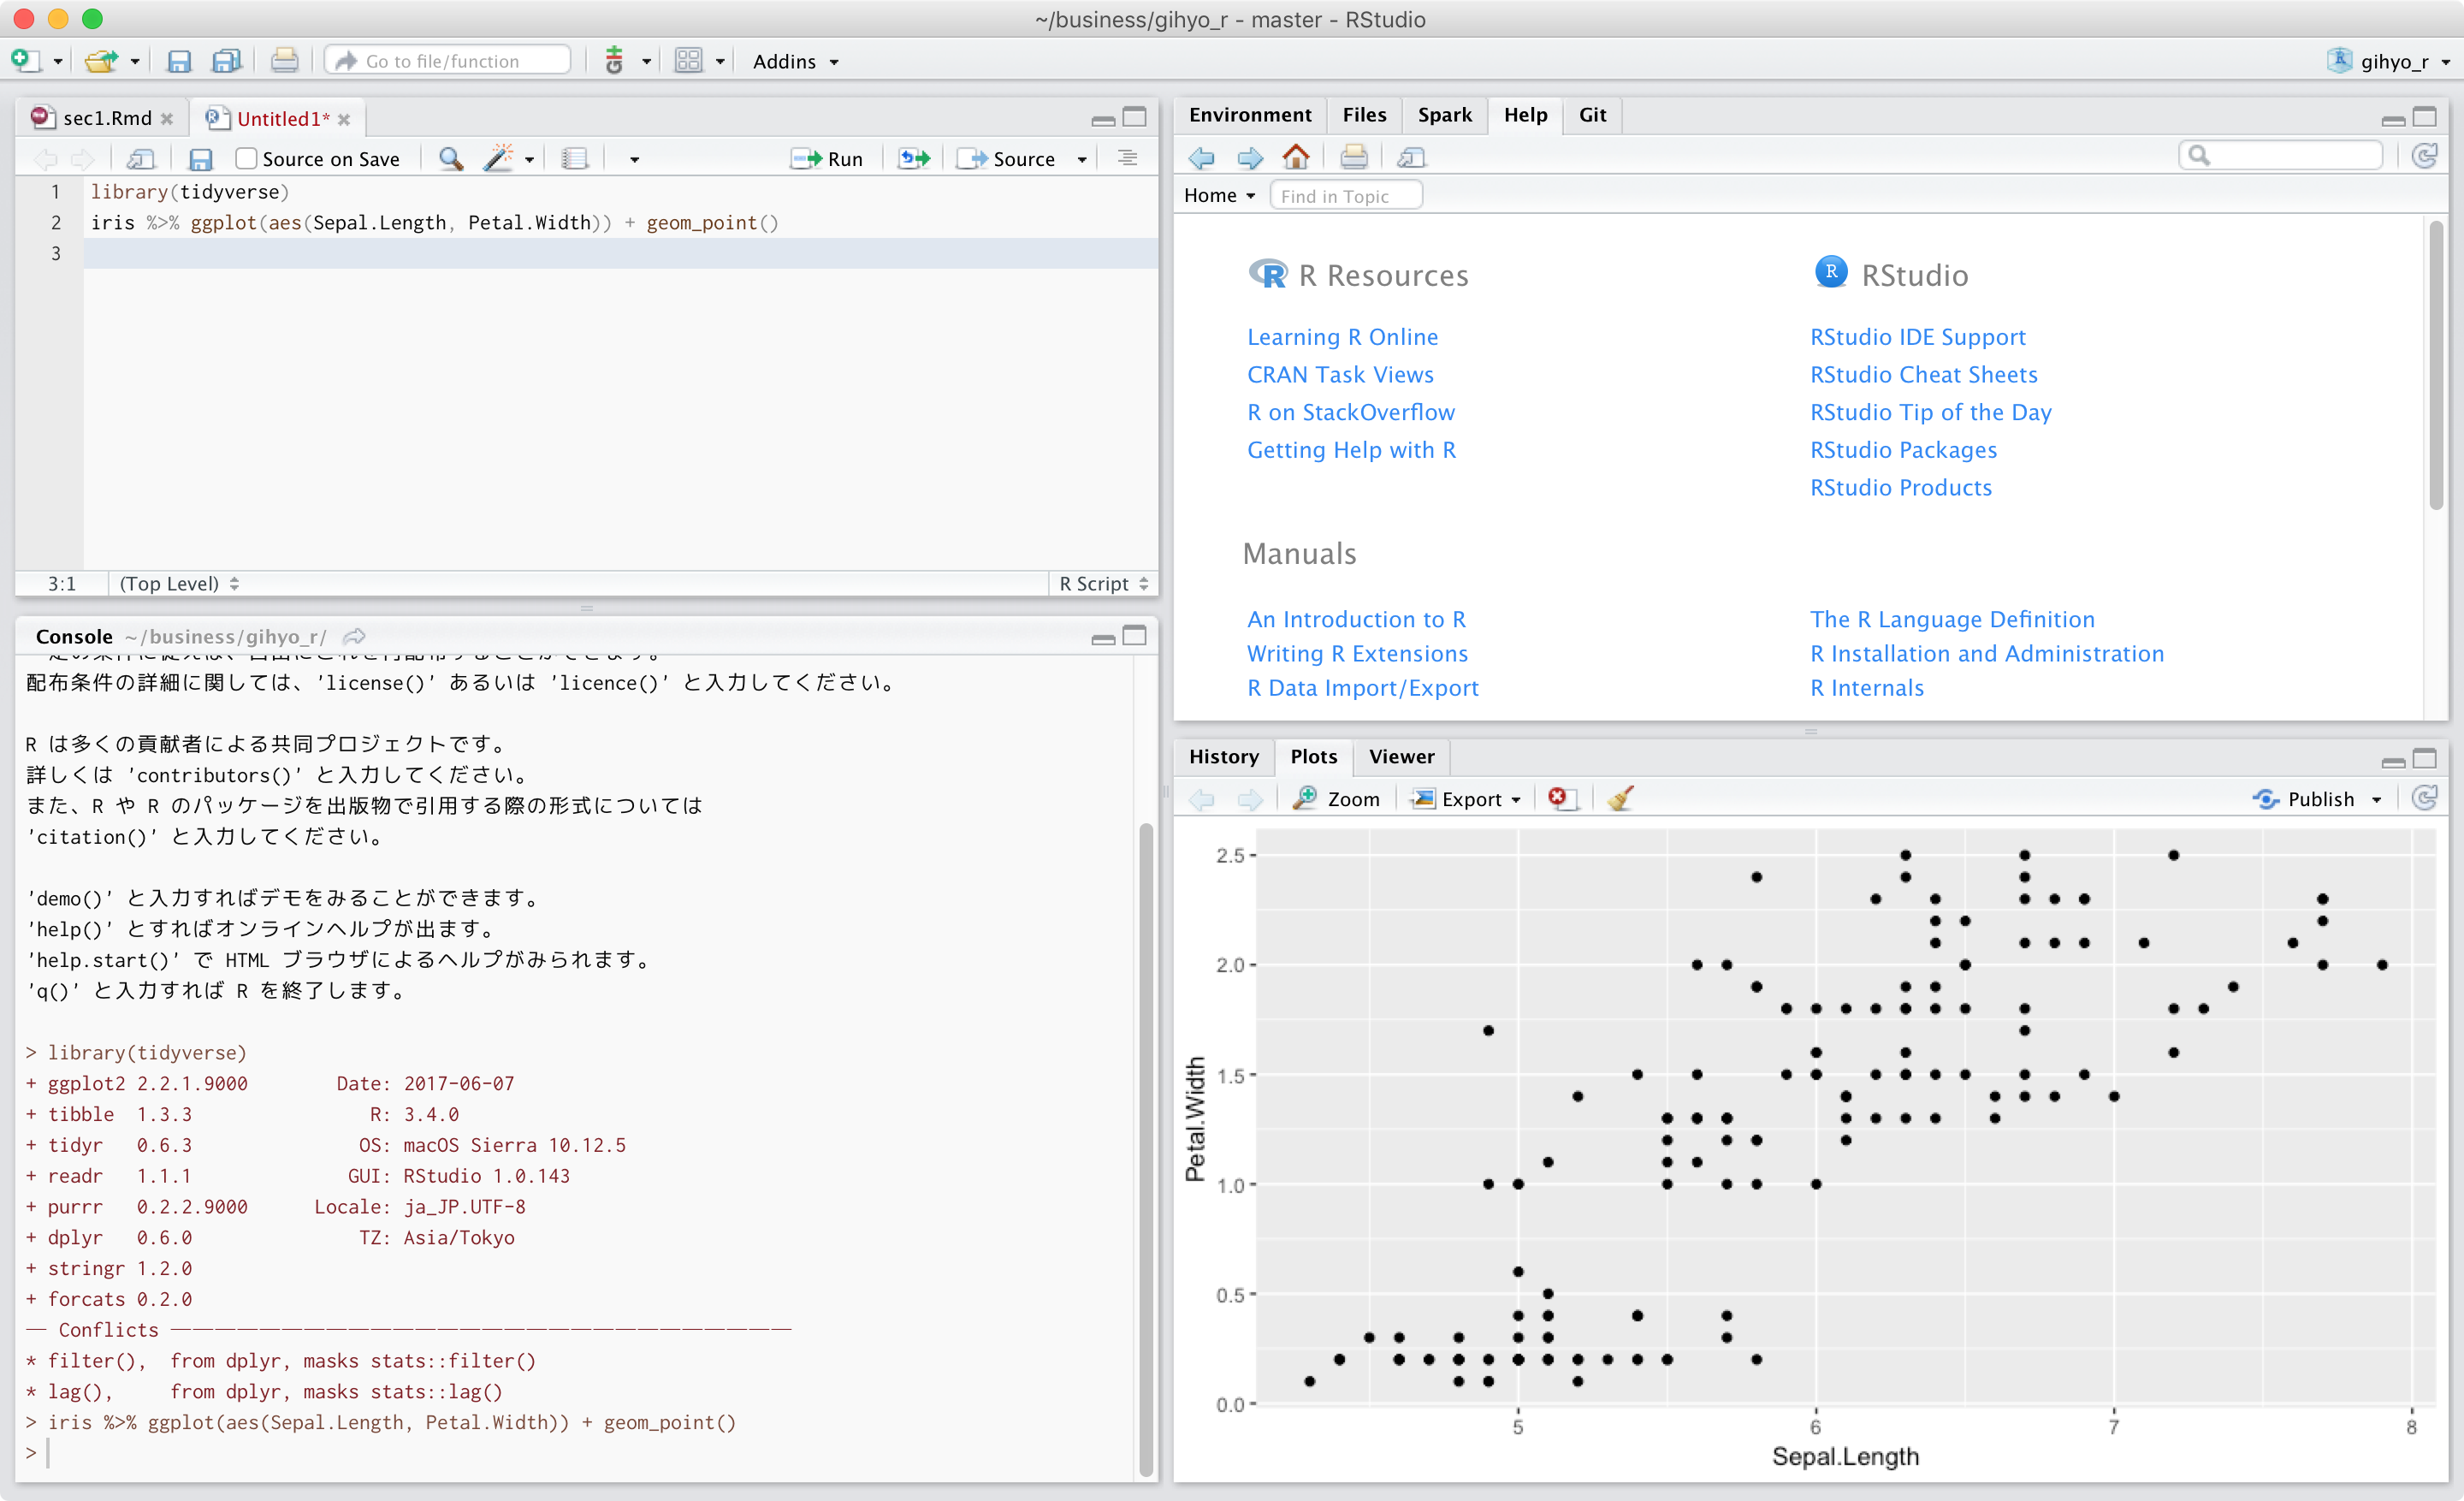 ~/business/gihyo_r - master - RStudio
Go to file/function
Addins
gihyo_r
sec1.Rmd
Untitled1*
Source on Save
Run
Source
1 library(tidyverse)
2 iris %>% ggplot(aes(Sepal.Length, Petal.Width)) + geom_point()
3
3:1
(Top Level)
R Script
Console ~/business/gihyo_r/
配布条件の詳細に関しては、'license()' あるいは 'licence()' と入力してください。
R は多くの貢献者による共同プロジェクトです。
詳しくは 'contributors()' と入力してください。
また、R や R のパッケージを出版物で引用する際の形式については
'citation()' と入力してください。
'demo()' と入力すればデモをみることができます。
'help()' とすればオンラインヘルプが出ます。
'help.start()' で HTML ブラウザによるヘルプがみられます。
'q()' と入力すれば R を終了します。
> library(tidyverse)
+ ggplot2 2.2.1.9000 Date: 2017-06-07
+ tibble 1.3.3 R: 3.4.0
+ tidyr 0.6.3 OS: macOS Sierra 10.12.5
+ readr 1.1.1 GUI: RStudio 1.0.143
+ purrr 0.2.2.9000 Locale: ja_JP.UTF-8
+ dplyr 0.6.0 TZ: Asia/Tokyo
+ stringr 1.2.0
+ forcats 0.2.0
── Conflicts ────────────────────────────
* filter(), from dplyr, masks stats::filter()
* lag(), from dplyr, masks stats::lag()
> iris %>% ggplot(aes(Sepal.Length, Petal.Width)) + geom_point()
>
Environment Files Spark Help Git
Home
Find in Topic
R Resources
Learning R Online
CRAN Task Views
R on StackOverflow
Getting Help with R
RStudio
RStudio IDE Support
RStudio Cheat Sheets
RStudio Tip of the Day
RStudio Packages
RStudio Products
Manuals
An Introduction to R
Writing R Extensions
R Data Import/Export
The R Language Definition
R Installation and Administration
R Internals
History Plots Viewer
Zoom
Export
Publish
2.5
2.0
1.5
1.0
0.5
0.0
Petal.Width
5 6 7 8
Sepal.Length